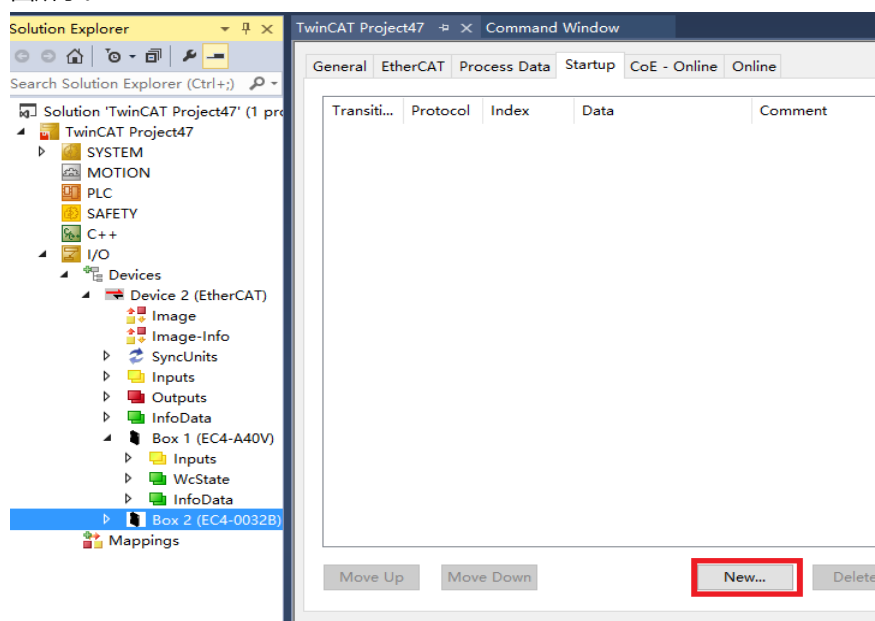 Solution Explorer
Search Solution Explorer (Ctrl+;)
Solution 'TwinCAT Project47' (1 pro
TwinCAT Project47
SYSTEM
MOTION
PLC
SAFETY
C++
I/O
Devices
Device 2 (EtherCAT)
Image
Image-Info
SyncUnits
Inputs
Outputs
InfoData
Box 1 (EC4-A40V)
Inputs
WcState
InfoData
Box 2 (EC4-0032B)
Mappings
TwinCAT Project47 Command Window
General EtherCAT Process Data Startup CoE - Online Online
Transiti... Protocol Index Data Comment
Move Up Move Down New... Delete